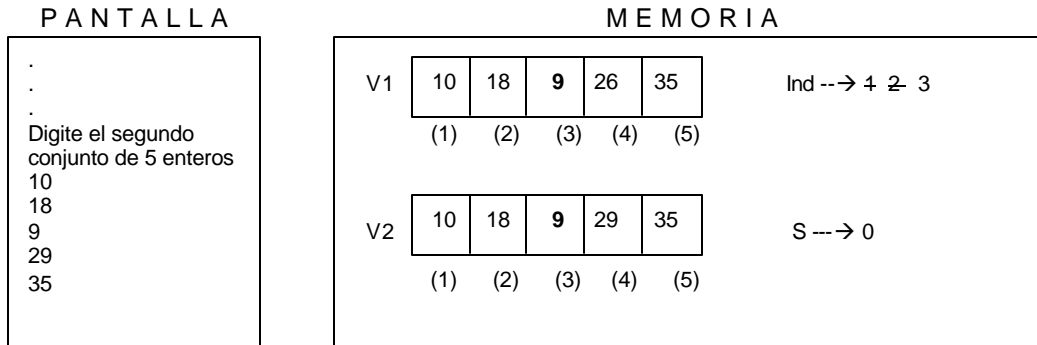 P A N T A L L A
M E M O R I A
.
.
.
Digite el segundo
conjunto de 5 enteros
10
18
9
29
35
V1 10 18 9 26 35 Ind --→ 1 2 3
(1) (2) (3) (4) (5)
V2 10 18 9 29 35 S ---→ 0
(1) (2) (3) (4) (5)